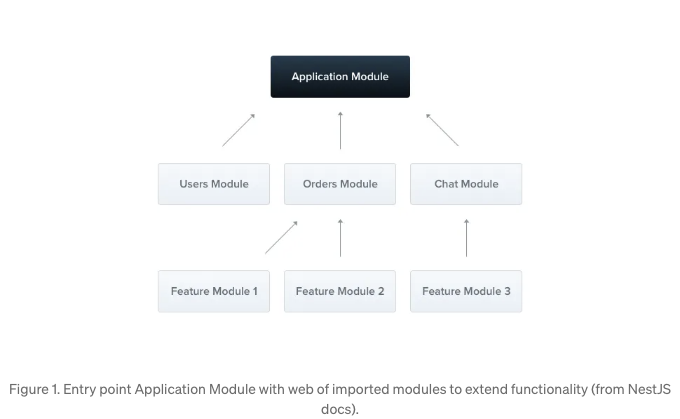 Application Module
Users Module
Orders Module
Chat Module
Feature Module 1
Feature Module 2
Feature Module 3
Figure 1. Entry point Application Module with web of imported modules to extend functionality (from NestJS
docs).